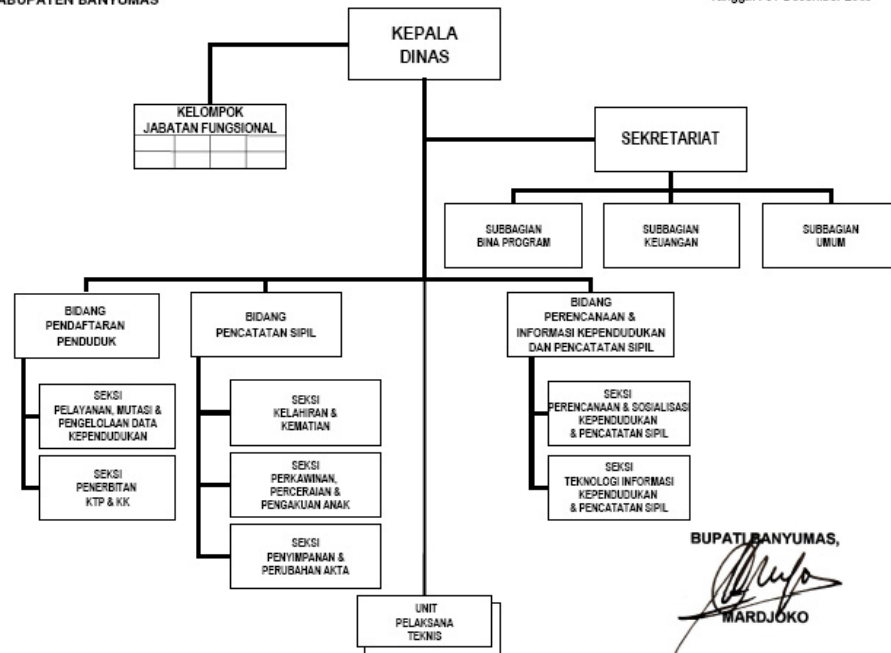 KABUPATEN BANYUMAS
KEPALA
DINAS
KELOMPOK
JABATAN FUNGSIONAL
SEKRETARIAT
SUBBAGIAN
BINA PROGRAM
SUBBAGIAN
KEUANGAN
SUBBAGIAN
UMUM
BIDANG
PENDAFTARAN
PENDUDUK
BIDANG
PENCATATAN SIPIL
BIDANG
PERENCANAAN &
INFORMASI KEPENDUDUKAN
DAN PENCATATAN SIPIL
SEKSI
PELAYANAN, MUTASI &
PENGELOLAAN DATA
KEPENDUDUKAN
SEKSI
PENERBITAN
KTP & KK
SEKSI
KELAHIRAN &
KEMATIAN
SEKSI
PERKAWINAN,
PERCERAIAN &
PENGAKUAN ANAK
SEKSI
PENYIMPANAN &
PERUBAHAN AKTA
SEKSI
PERENCANAAN & SOSIALISASI
KEPENDUDUKAN
& PENCATATAN SIPIL
SEKSI
TEKNOLOGI INFORMASI
KEPENDUDUKAN
& PENCATATAN SIPIL
UNIT
PELAKSANA
TEKNIS
BUPATI BANYUMAS,
MARDJOKO